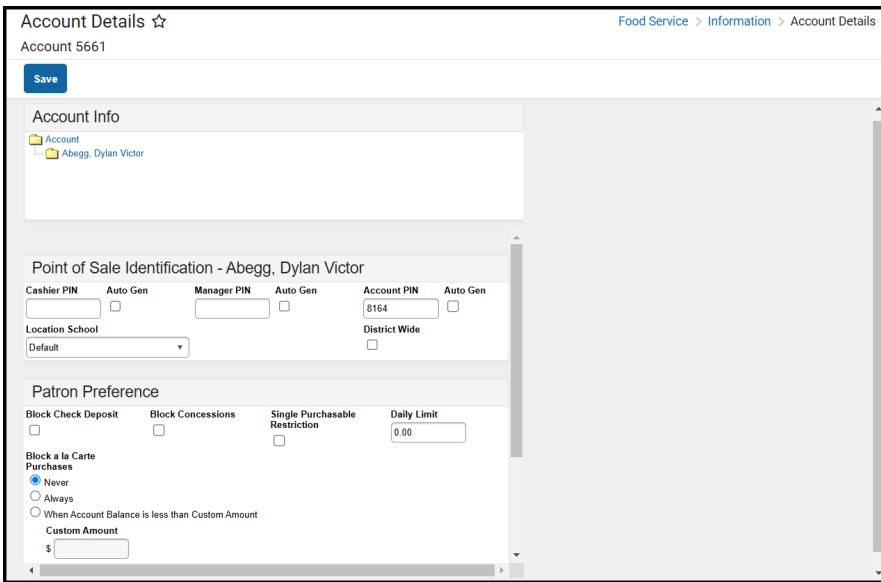 Account Details ☆
Food Service > Information > Account Details
Account 5661
Save
Account Info
Account
Abegg, Dylan Victor
Point of Sale Identification - Abegg, Dylan Victor
Cashier PIN Auto Gen Manager PIN Auto Gen Account PIN Auto Gen
8164
Location School District Wide
Default
Patron Preference
Block Check Deposit Block Concessions Single Purchasable Daily Limit
Restriction
0.00
Block a la Carte
Purchases
Never
Always
When Account Balance is less than Custom Amount
Custom Amount
$